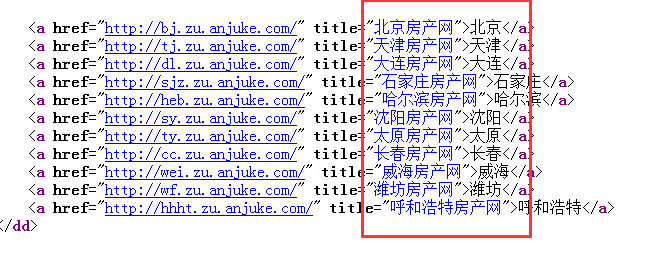 <a href="http://bj.zu.anjuke.com/" title="北京房产网">北京</a>
<a href="http://tj.zu.anjuke.com/" title="天津房产网">天津</a>
<a href="http://dl.zu.anjuke.com/" title="大连房产网">大连</a>
<a href="http://sjz.zu.anjuke.com/" title="石家庄房产网">石家庄</a>
<a href="http://heb.zu.anjuke.com/" title="哈尔滨房产网">哈尔滨</a>
<a href="http://sy.zu.anjuke.com/" title="沈阳房产网">沈阳</a>
<a href="http://ty.zu.anjuke.com/" title="太原房产网">太原</a>
<a href="http://cc.zu.anjuke.com/" title="长春房产网">长春</a>
<a href="http://wei.zu.anjuke.com/" title="威海房产网">威海</a>
<a href="http://wf.zu.anjuke.com/" title="潍坊房产网">潍坊</a>
<a href="http://hhht.zu.anjuke.com/" title="呼和浩特房产网">呼和浩特</a>
</dd>